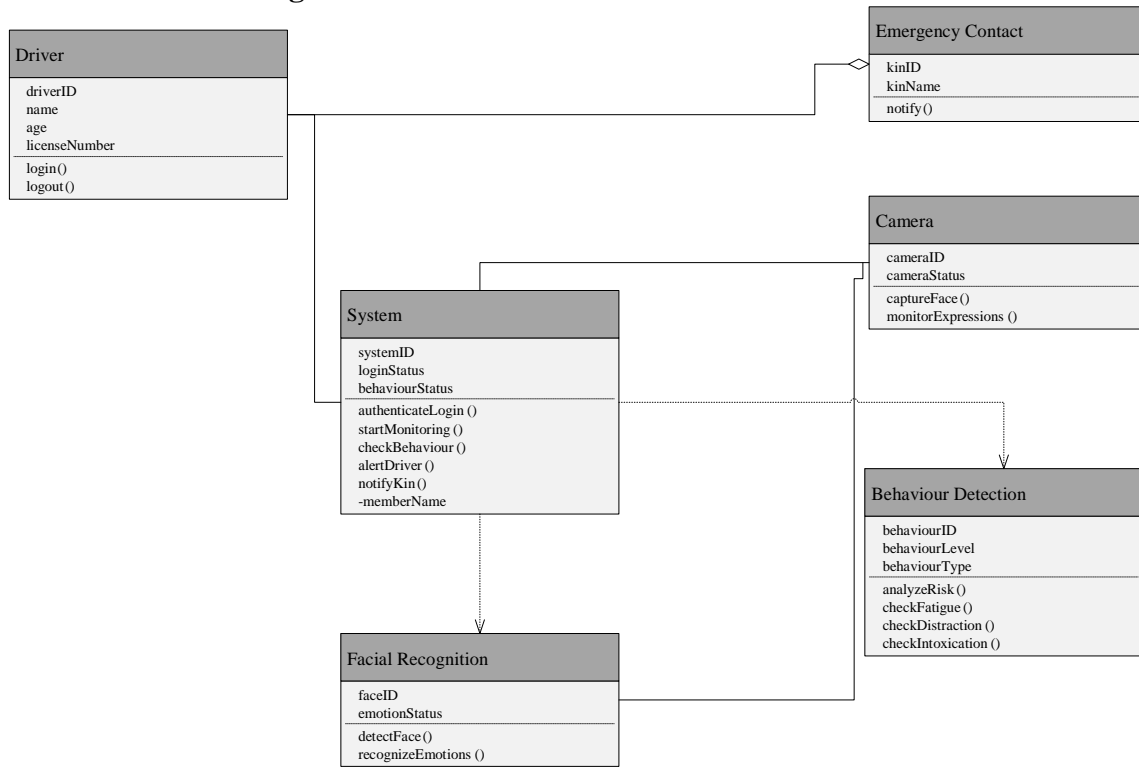 Driver
driverID
name
age
licenseNumber
login()
logout()
Emergency Contact
kinID
kinName
notify()
Camera
cameraID
cameraStatus
captureFace()
monitorExpressions ()
System
systemID
loginStatus
behaviourStatus
authenticateLogin ()
startMonitoring ()
checkBehaviour ()
alertDriver ()
notifyKin()
-memberName
Behaviour Detection
behaviourID
behaviourLevel
behaviourType
analyzeRisk()
checkFatigue()
checkDistraction ()
checkIntoxication ()
Facial Recognition
faceID
emotionStatus
detectFace()
recognizeEmotions ()